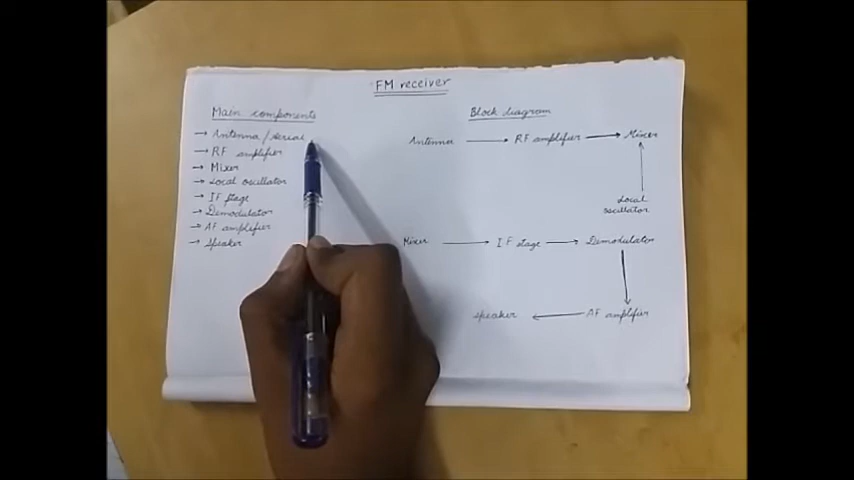 FM receiver
Main components
→ Antenna / aerial
→ RF amplifier
→ Mixer
→ Local oscillator
→ IF stage
→ Demodulator
→ AF amplifier
→ Speaker
Block diagram
Antenna → RF amplifier → Mixer
Local
oscillator
Mixer → IF stage → Demodulator
Speaker ← AF amplifier